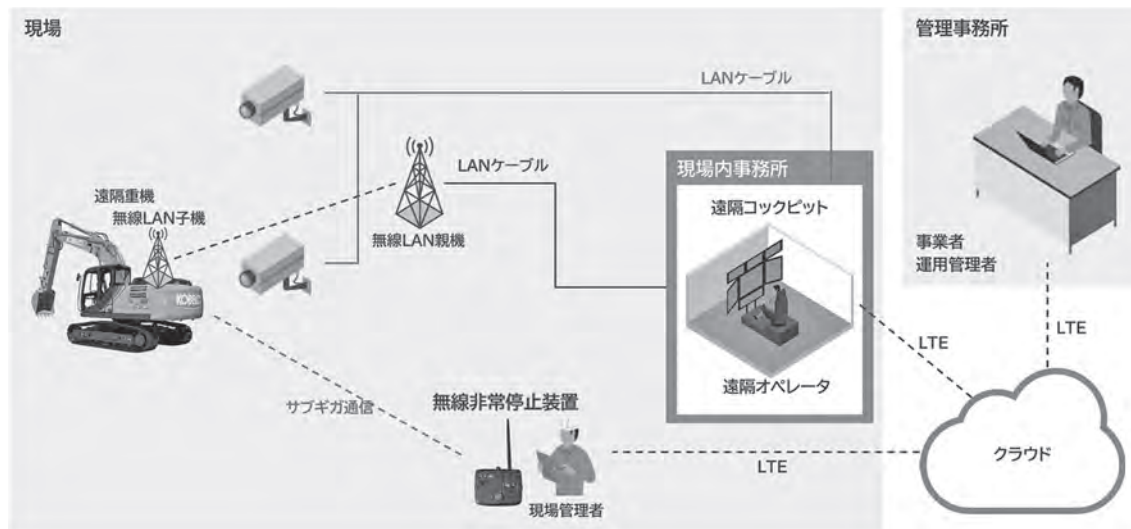 現場
管理事務所
LANケーブル
LANケーブル
現場内事務所
遠隔重機
無線LAN子機
無線LAN親機
遠隔コックピット
事業者
運用管理者
KOBELCO
LTE
LTE
遠隔オペレータ
サブギガ通信
無線非常停止装置
クラウド
LTE
現場管理者